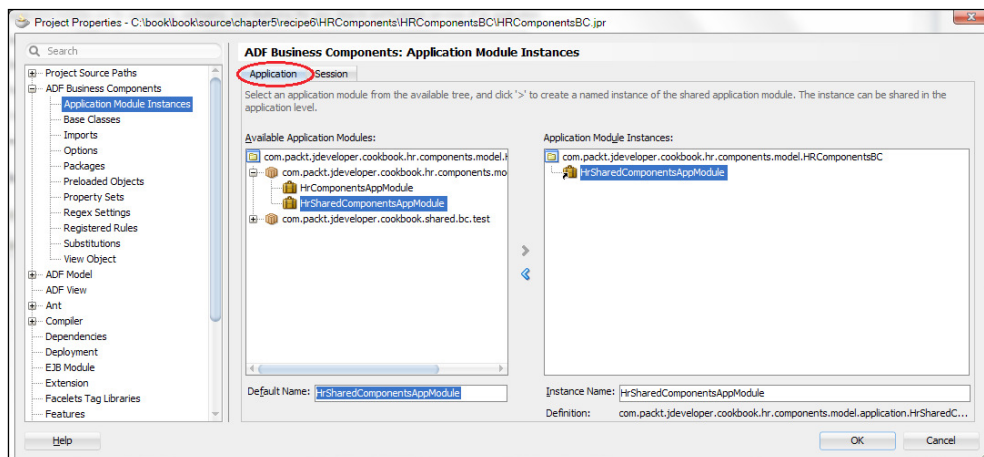 Project Properties - C:\book\book\source\chapter5\recipe6\HRComponents\HRComponentsBC\HRComponentsBC.jpr
Search
Project Source Paths
ADF Business Components
Application Module Instances
Base Classes
Imports
Options
Packages
Preloaded Objects
Property Sets
Regex Settings
Registered Rules
Substitutions
View Object
ADF Model
ADF View
Ant
Compiler
Dependencies
Deployment
EJB Module
Extension
Facelets Tag Libraries
Features
ADF Business Components: Application Module Instances
Application Session
Select an application module from the available tree, and click '>' to create a named instance of the shared application module. The instance can be shared in the
application level.
Available Application Modules:
com.packt.jdeveloper.cookbook.hr.components.model.
com.packt.jdeveloper.cookbook.hr.components.mo
HrComponentsAppModule
HrSharedComponentsAppModule
com.packt.jdeveloper.cookbook.shared.bc.test
Default Name: HrSharedComponentsAppModule
Application Module Instances:
com.packt.jdeveloper.cookbook.hr.components.model.HRComponentsBC
HrSharedComponentsAppModule
Instance Name: HrSharedComponentsAppModule
Definition: com.packt.jdeveloper.cookbook.hr.components.model.application.HrSharedC...
Help
OK
Cancel